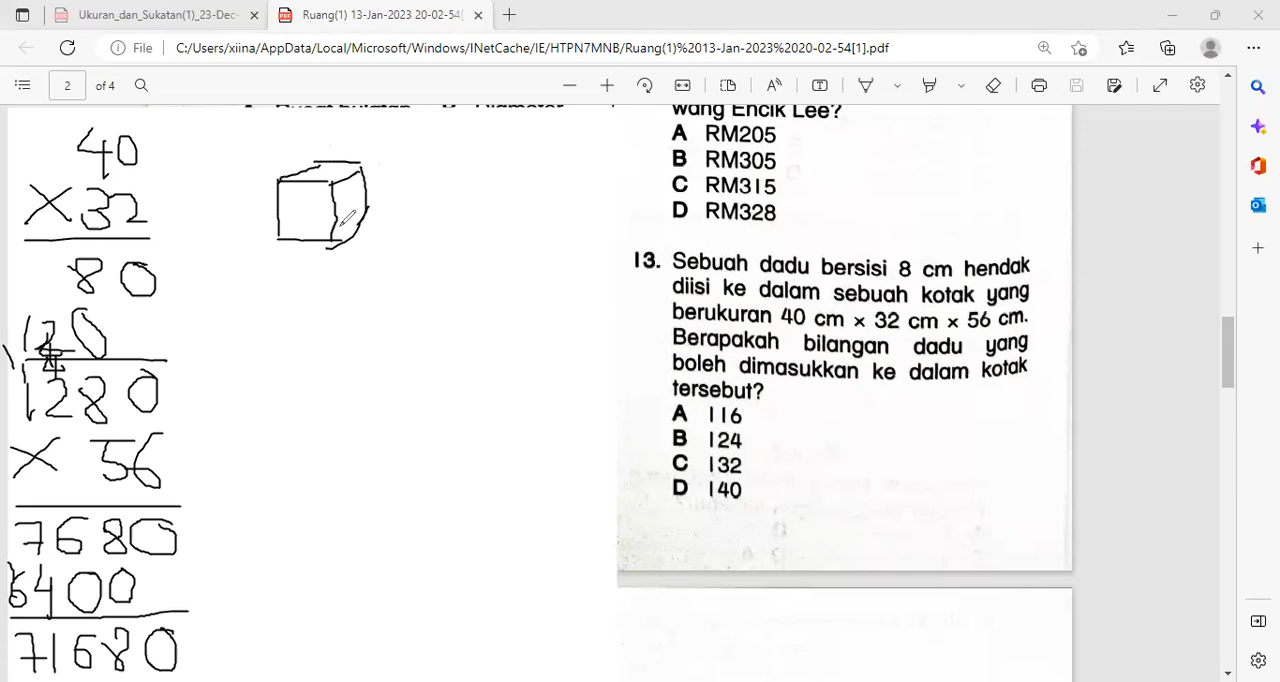 Ukuran_dan_Sukatan(1)_23-Dec-
Ruang(1) 13-Jan-2023 20-02-54[
File
C:/Users/xiina/AppData/Local/Microsoft/Windows/INetCache/IE/HTPN7MNB/Ruang(1)%2013-Jan-2023%2020-02-54[1].pdf
2 of 4
40
× 32
80
1280
× 56
7680
6400
71680
wang Encik Lee?
A RM205
B RM305
C RM315
D RM328
13. Sebuah dadu bersisi 8 cm hendak
diisi ke dalam sebuah kotak yang
berukuran 40 cm × 32 cm × 56 cm.
Berapakah bilangan dadu yang
boleh dimasukkan ke dalam kotak
tersebut?
A 116
B 124
C 132
D 140